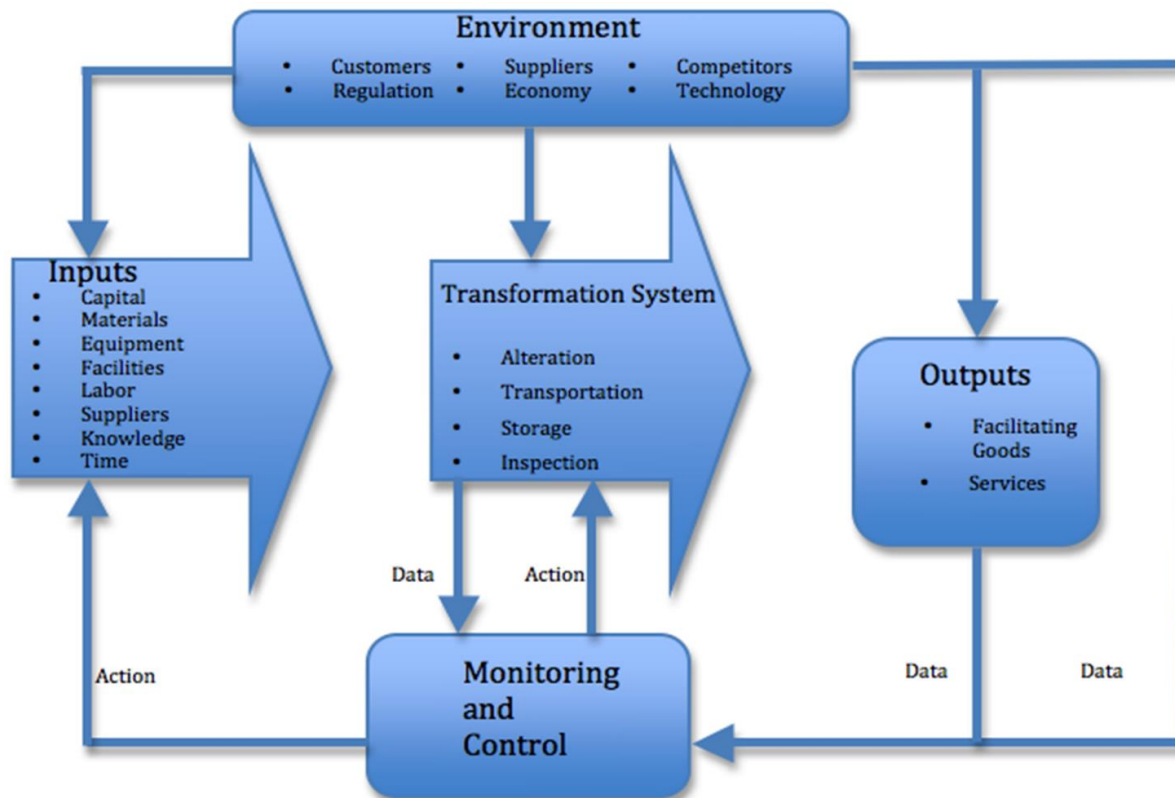 Environment
• Customers • Suppliers • Competitors
• Regulation • Economy • Technology
Inputs
• Capital
• Materials
• Equipment
• Facilities
• Labor
• Suppliers
• Knowledge
• Time
Transformation System
• Alteration
• Transportation
• Storage
• Inspection
Outputs
• Facilitating
Goods
• Services
Data
Action
Action
Monitoring
and
Control
Data
Data